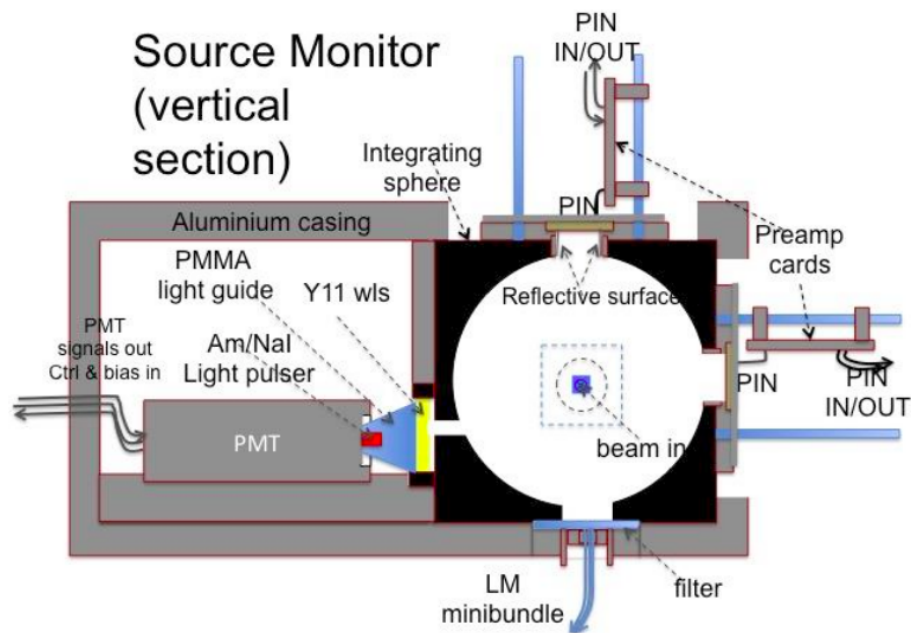 Source Monitor
(vertical
section)
PIN
IN/OUT
Integrating
sphere
PIN
Aluminium casing
Preamp
cards
PMMA
light guide
Y11 wls
Reflective surface
PMT
signals out
Ctrl & bias in
Am/NaI
Light pulser
PIN
PIN
IN/OUT
PMT
beam in
LM
minibundle
filter